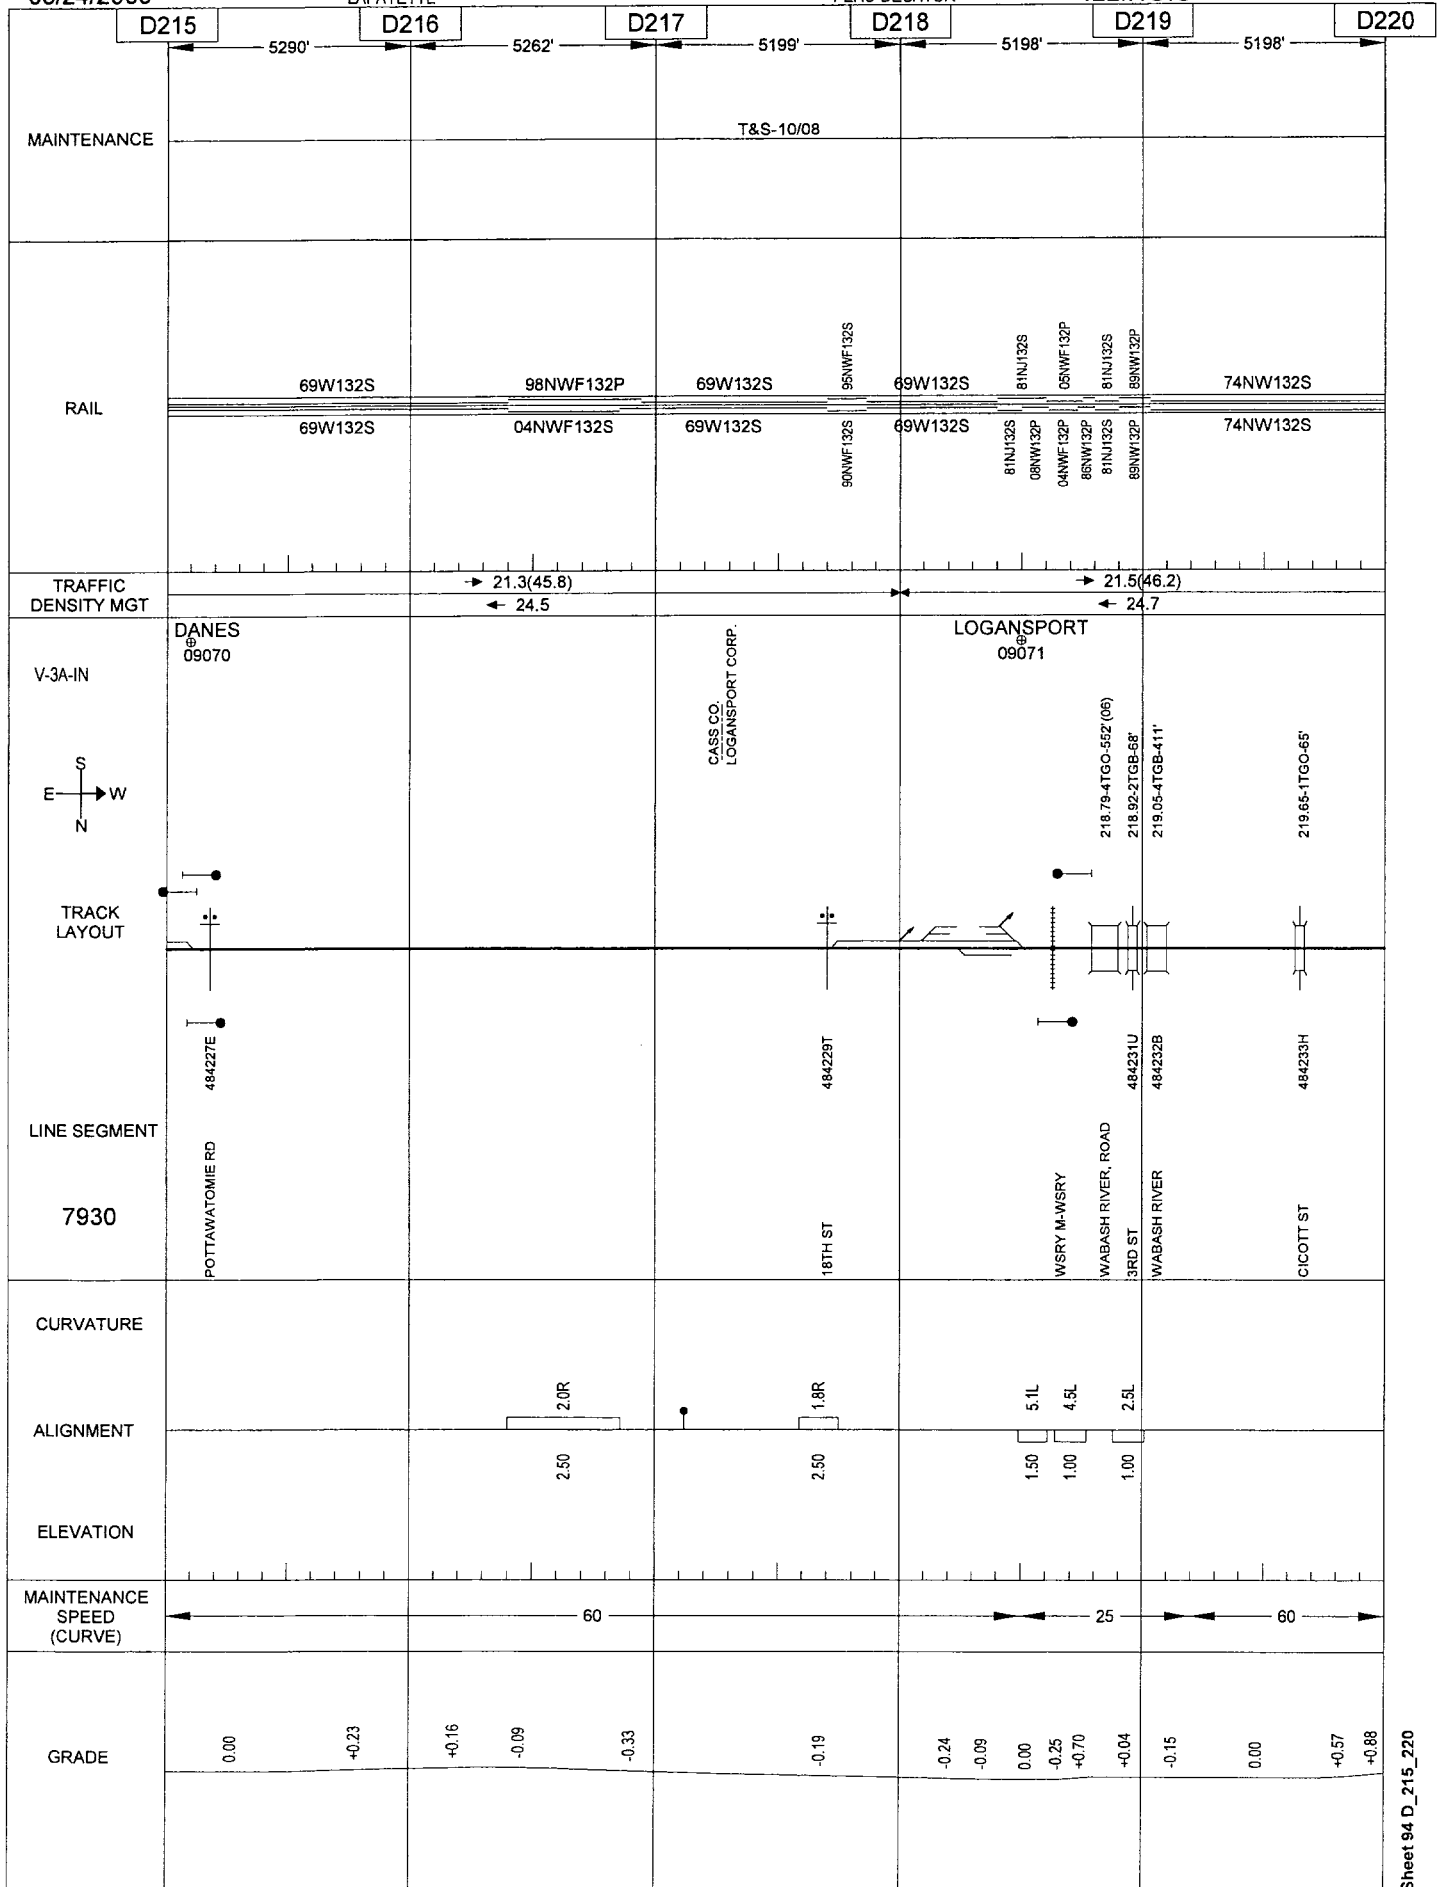 D215
D216
D217
D218
D219
D220
5290'
5262'
5199'
5198'
5198'
MAINTENANCE
T&S-10/08
RAIL
69W132S
98NWF132P
69W132S
95NWF132S
69W132S
81NJ132S
05NWF132P
81NJ132S
89NW132P
74NW132S
69W132S
04NWF132S
69W132S
90NWF132S
69W132S
81NJ132S
08NW132P
04NWF132P
86NW132P
81NJ132S
89NW132P
74NW132S
TRAFFIC
DENSITY MGT
21.3(45.8)
24.5
21.5(46.2)
24.7
DANES
09070
LOGANSPORT
09071
V-3A-IN
CASS CO.
LOGANSPORT CORP.
S
E
W
N
218.79-4TGO-552'(06)
218.92-2TGB-68'
219.05-4TGB-411'
219.65-1TGO-65'
TRACK
LAYOUT
484227E
484229T
484231U
484232B
484233H
LINE SEGMENT
7930
POTTAWATOMIE RD
18TH ST
WSRY M-WSRY
WABASH RIVER, ROAD
3RD ST
WABASH RIVER
CICOTT ST
CURVATURE
2.0R
1.8R
5.1L
4.5L
2.5L
ALIGNMENT
2.50
2.50
1.50
1.00
1.00
ELEVATION
MAINTENANCE
SPEED
(CURVE)
60
25
60
GRADE
0.00
+0.23
+0.16
-0.09
-0.33
-0.19
-0.24
-0.09
0.00
-0.25
+0.70
+0.04
-0.15
0.00
+0.57
+0.88
Sheet 94 D_215_220